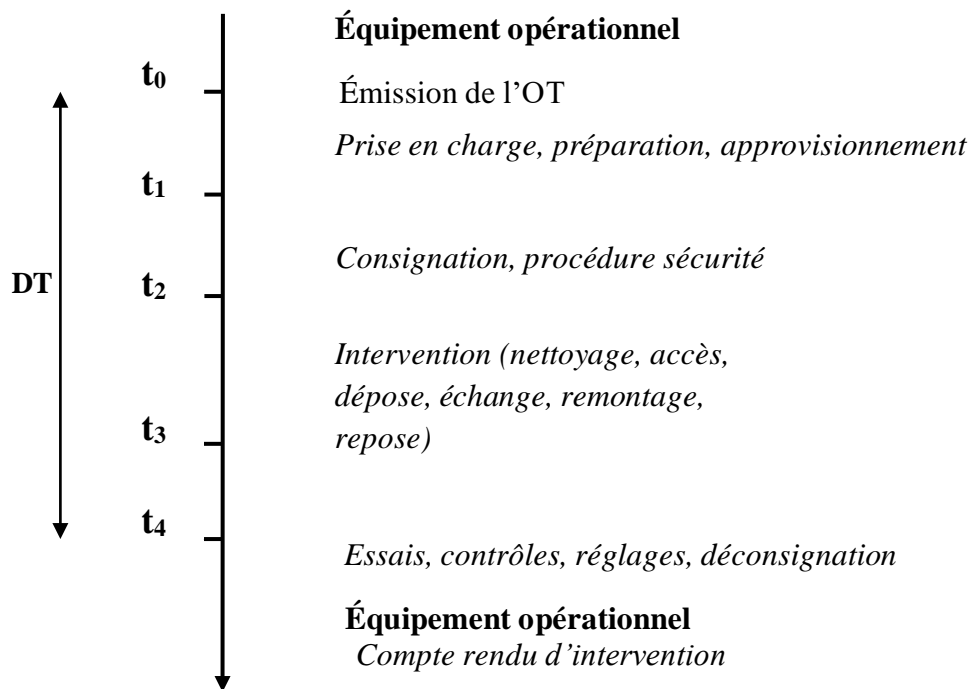 Équipement opérationnel
t0
Émission de l’OT
Prise en charge, préparation, approvisionnement
t1
Consignation, procédure sécurité
DT
t2
Intervention (nettoyage, accès,
dépose, échange, remontage,
t3
repose)
t4
Essais, contrôles, réglages, déconsignation
Équipement opérationnel
Compte rendu d’intervention